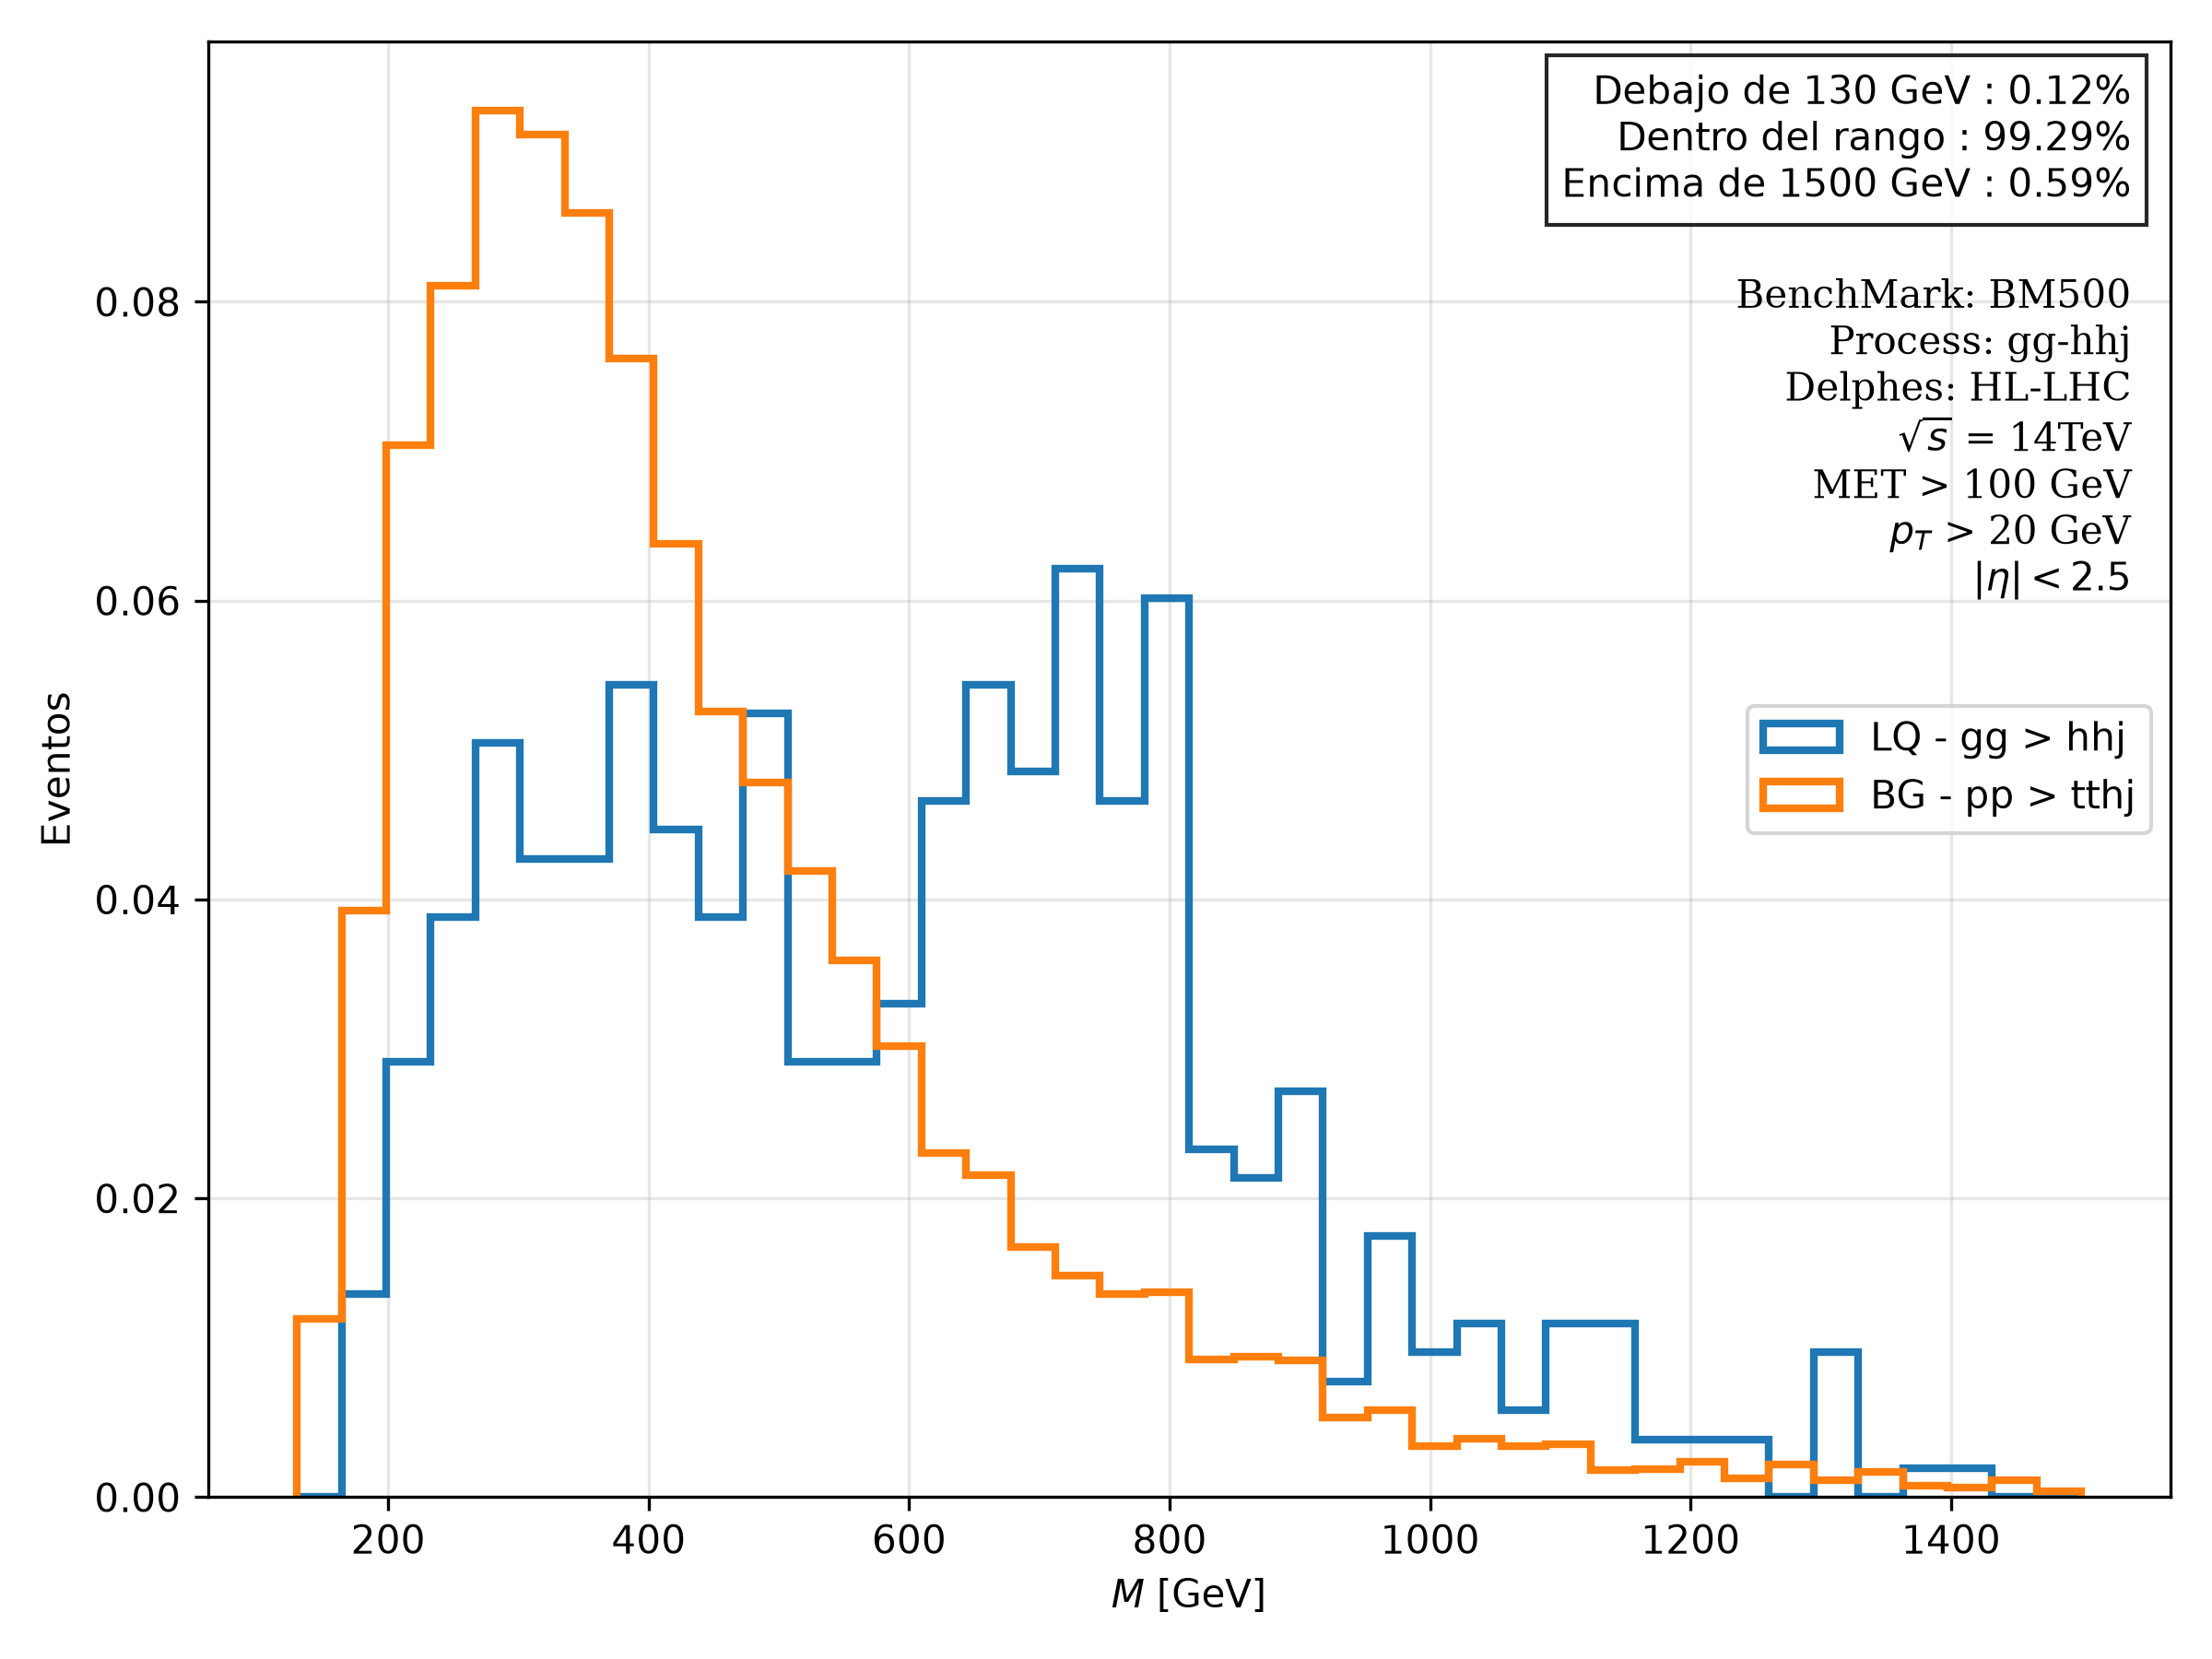 Debajo de 130 GeV : 0.12%
Dentro del rango : 99.29%
Encima de 1500 GeV : 0.59%
BenchMark: BM500
Process: gg-hhj
Delphes: HL-LHC
√s = 14TeV
MET > 100 GeV
p_T > 20 GeV
|η| < 2.5
LQ - gg > hhj
BG - pp > tthj
Eventos
0.08
0.06
0.04
0.02
0.00
200 400 600 800 1000 1200 1400
M [GeV]